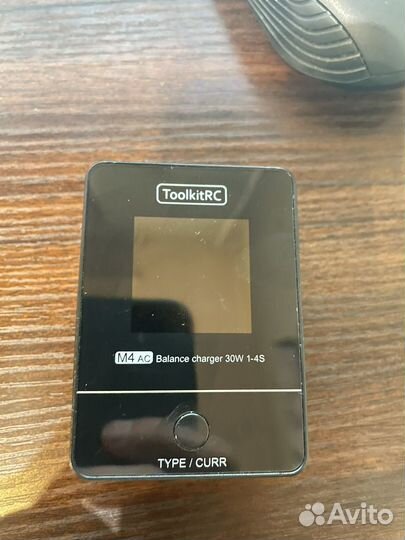 ToolkitRC
M4 AC Balance charger 30W 1-4S
TYPE / CURR
Avito